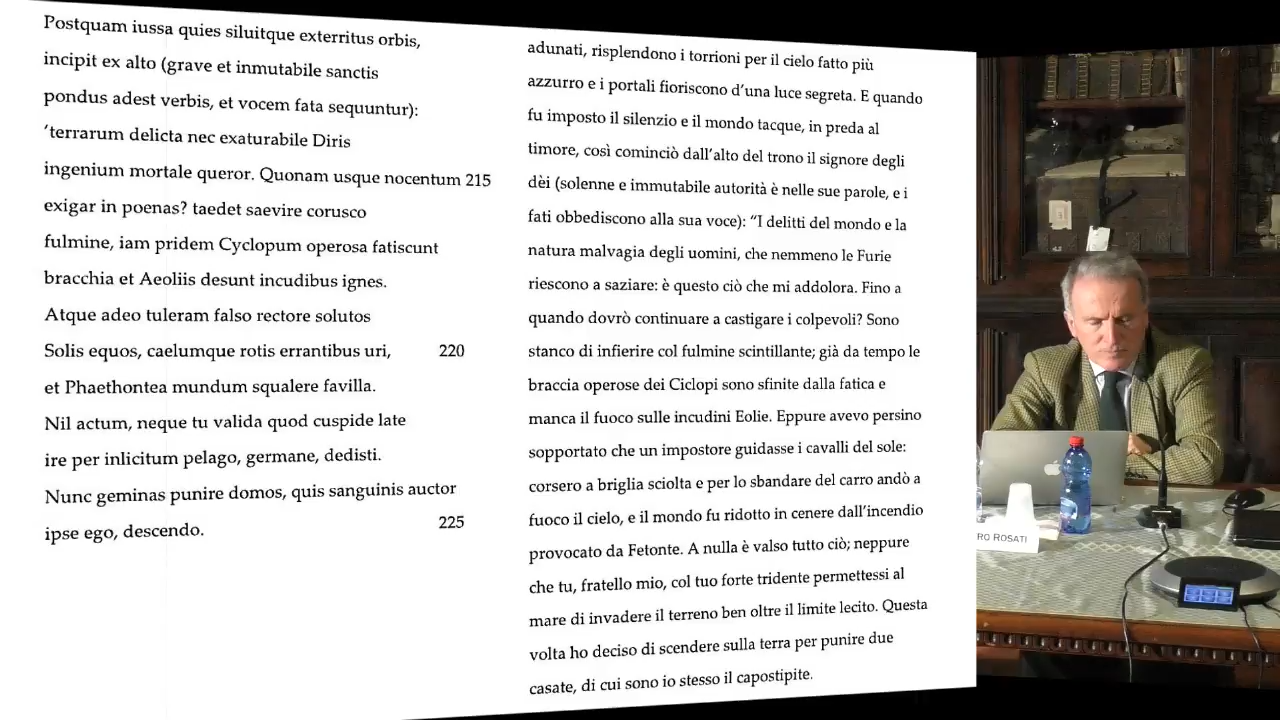 Postquam iussa quies siluitque exterritus orbis,
incipit ex alto (grave et inmutabile sanctis
pondus adest verbis, et vocem fata sequuntur):
‘terrarum delicta nec exaturabile Diris
ingenium mortale queror. Quonam usque nocentum 215
exigar in poenas? taedet saevire corusco
fulmine, iam pridem Cyclopum operosa fatiscunt
bracchia et Aeoliis desunt incudibus ignes.
Atque adeo tuleram falso rectore solutos
Solis equos, caelumque rotis errantibus uri, 220
et Phaethontea mundum squalere favilla.
Nil actum, neque tu valida quod cuspide late
ire per inlicitum pelago, germane, dedisti.
Nunc geminas punire domos, quis sanguinis auctor
ipse ego, descendo. 225
adunati, risplendono i torrioni per il cielo fatto più
azzurro e i portali fioriscono d’una luce segreta. E quando
fu imposto il silenzio e il mondo tacque, in preda al
timore, così cominciò dall’alto del trono il signore degli
dèi (solenne e immutabile autorità è nelle sue parole, e i
fati obbediscono alla sua voce): “I delitti del mondo e la
natura malvagia degli uomini, che nemmeno le Furie
riescono a saziare: è questo ciò che mi addolora. Fino a
quando dovrò continuare a castigare i colpevoli? Sono
stanco di infierire col fulmine scintillante; già da tempo le
braccia operose dei Ciclopi sono sfinite dalla fatica e
manca il fuoco sulle incudini Eolie. Eppure avevo persino
sopportato che un impostore guidasse i cavalli del sole:
corsero a briglia sciolta e per lo sbandare del carro andò a
fuoco il cielo, e il mondo fu ridotto in cenere dall’incendio
provocato da Fetonte. A nulla è valso tutto ciò; neppure
che tu, fratello mio, col tuo forte tridente permettessi al
mare di invadere il terreno ben oltre il limite lecito. Questa
volta ho deciso di scendere sulla terra per punire due
casate, di cui sono io stesso il capostipite.
RO ROSATI